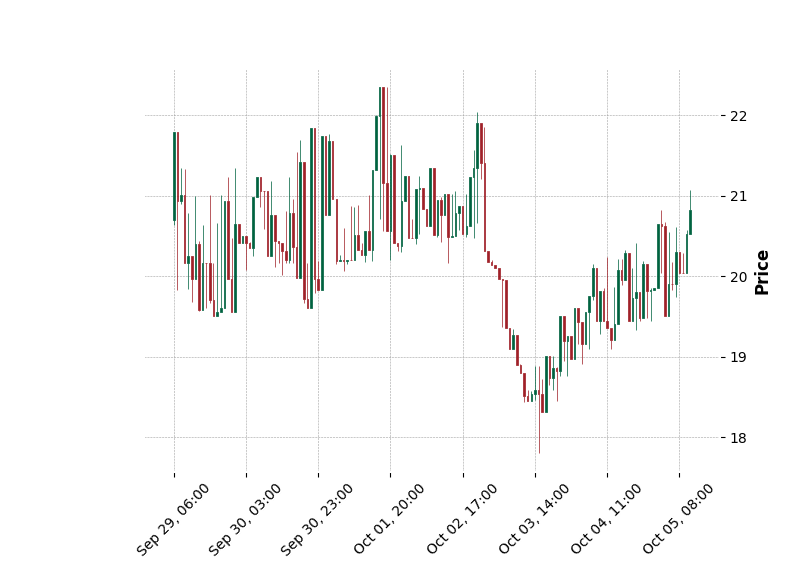 22
21
20
19
18
Price
Sep 29, 06:00
Sep 30, 03:00
Sep 30, 23:00
Oct 01, 20:00
Oct 02, 17:00
Oct 03, 14:00
Oct 04, 11:00
Oct 05, 08:00